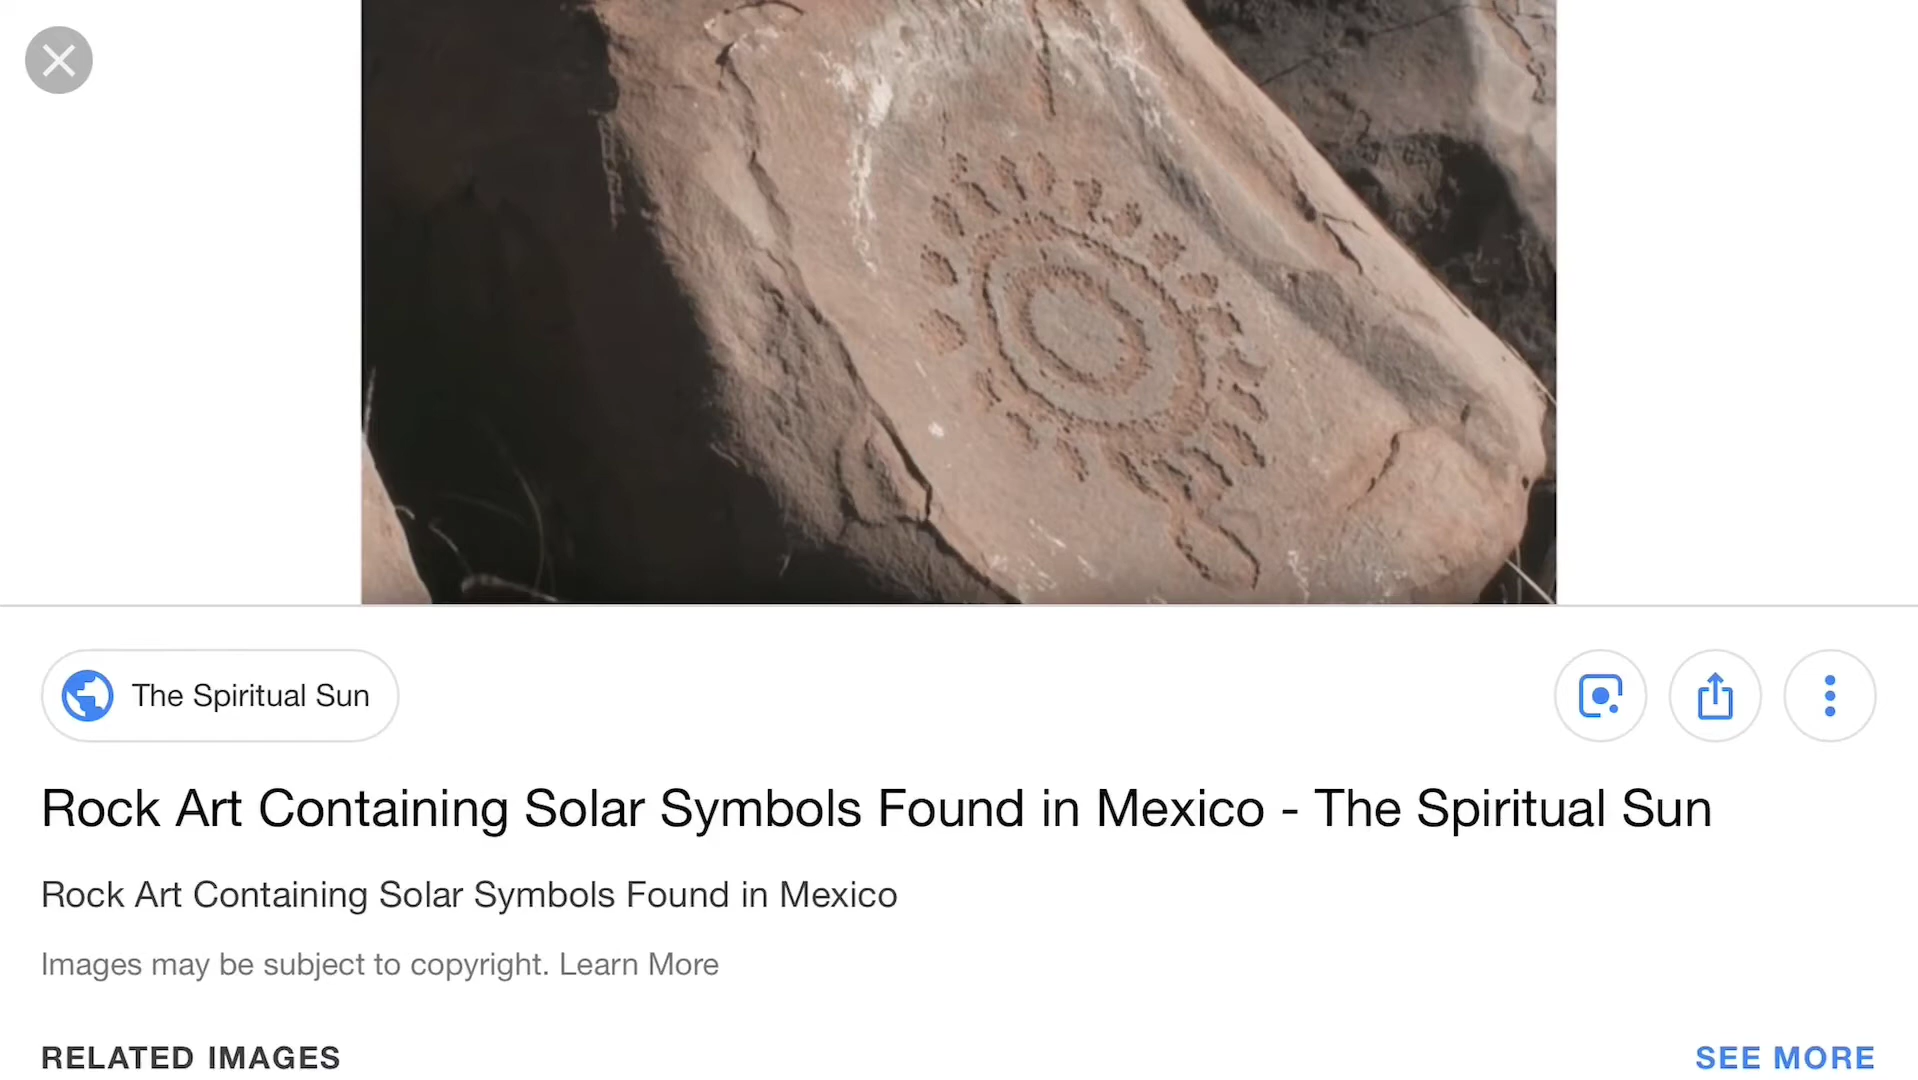 The Spiritual Sun
Rock Art Containing Solar Symbols Found in Mexico - The Spiritual Sun
Rock Art Containing Solar Symbols Found in Mexico
Images may be subject to copyright. Learn More
RELATED IMAGES
SEE MORE